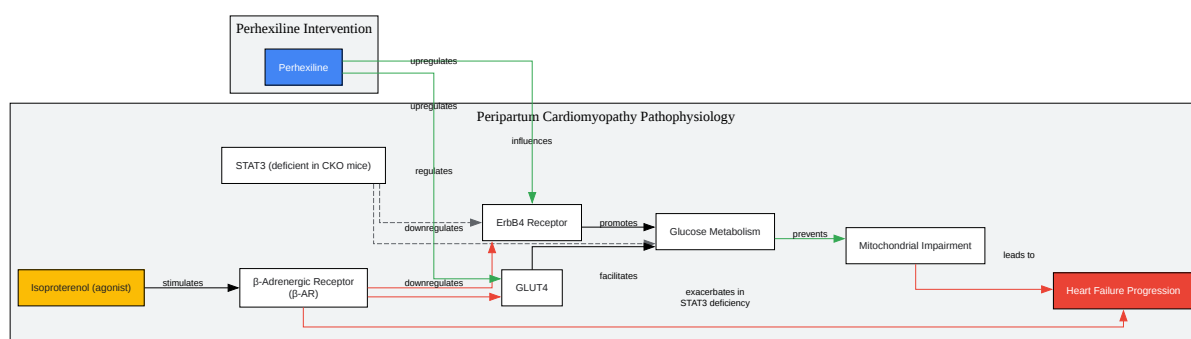 Perhexiline Intervention
Perhexiline
upregulates
upregulates
Peripartum Cardiomyopathy Pathophysiology
influences
STAT3 (deficient in CKO mice)
regulates
ErbB4 Receptor
promotes
downregulates
Glucose Metabolism
prevents
Mitochondrial Impairment
leads to
Isoproterenol (agonist)
stimulates
β-Adrenergic Receptor
(β-AR)
downregulates
GLUT4
facilitates
exacerbates in
STAT3 deficiency
Heart Failure Progression